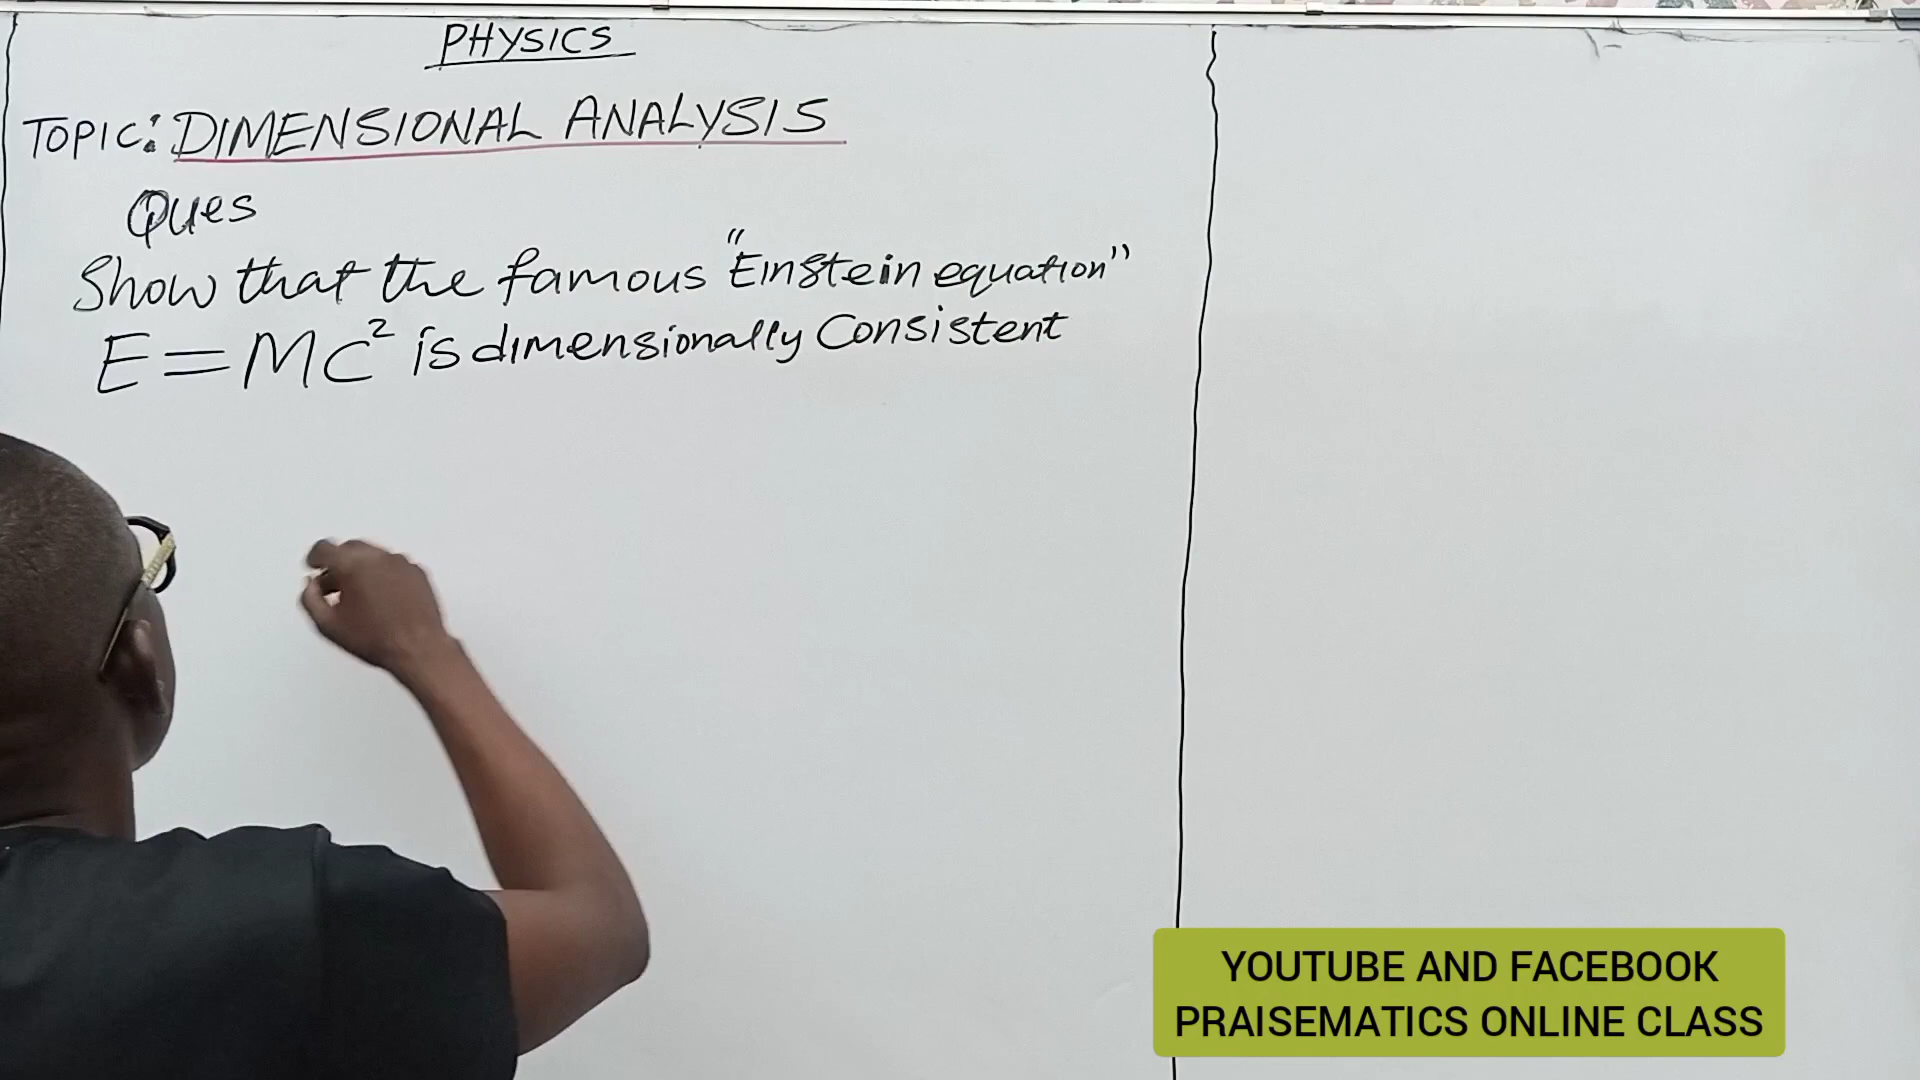 PHYSICS
TOPIC: DIMENSIONAL ANALYSIS
Ques
Show that the famous "Einstein equation"
E = MC² is dimensionally Consistent
YOUTUBE AND FACEBOOK
PRAISEMATICS ONLINE CLASS